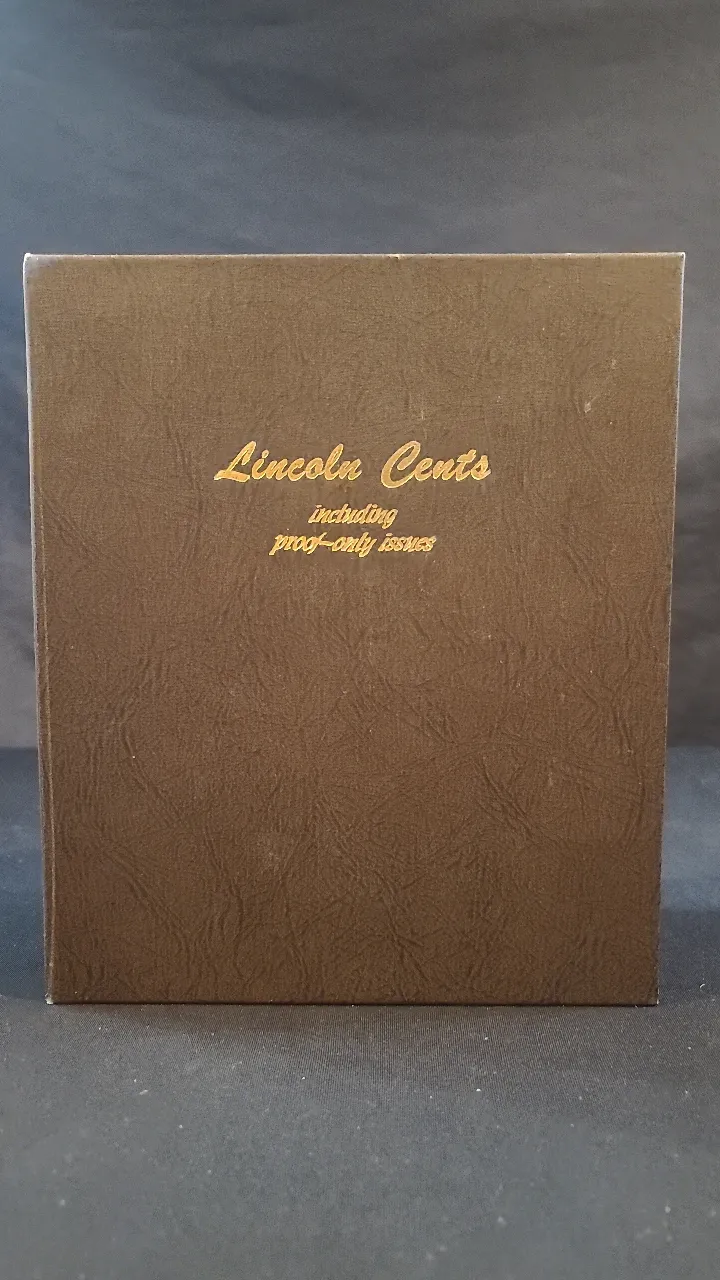 Lincoln Cents
including
proof-only issues